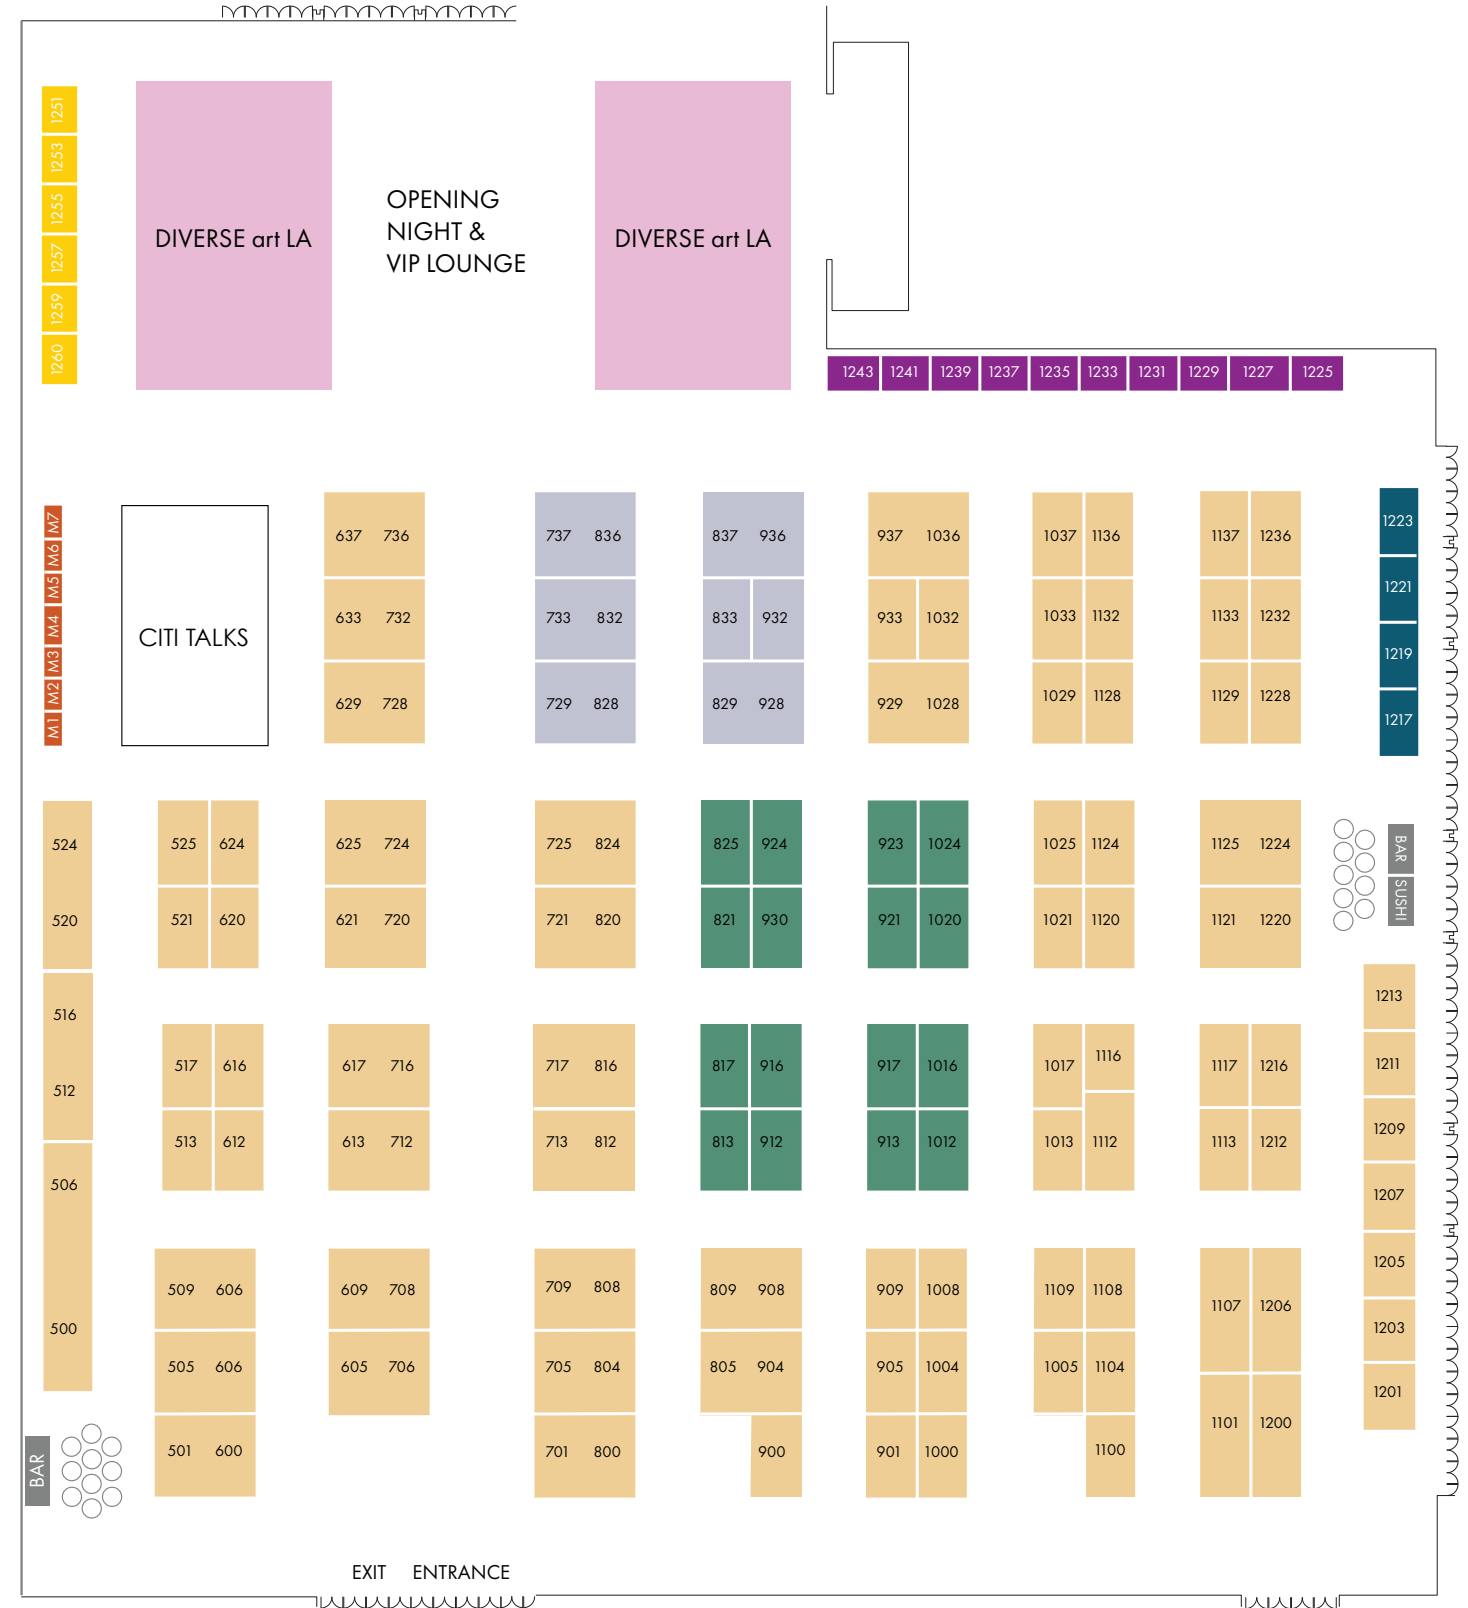 1251
1253
1255
1257
1259
1260
DIVERSE art LA
OPENING
NIGHT &
VIP LOUNGE
DIVERSE art LA
1243 1241 1239 1237 1235 1233 1231 1229 1227 1225
M7
M6
M5
M4
M3
M2
M1
CITI TALKS
637 736 737 836 837 936 937 1036 1037 1136 1137 1236
633 732 733 832 833 932 933 1032 1033 1132 1133 1232
629 728 729 828 829 928 929 1028 1029 1128 1129 1228
1223
1221
1219
1217
524 525 624 625 724 725 824 825 924 923 1024 1025 1124 1125 1224
520 521 620 621 720 721 820 821 930 921 1020 1021 1120 1121 1220
BAR
SUSHI
516
512
517 616 617 716 717 816 817 916 917 1016 1017 1116 1117 1216
513 612 613 712 713 812 813 912 913 1012 1013 1112 1113 1212
506
500
509 606 609 708 709 808 809 908 909 1008 1109 1108 1107 1206
505 606 605 706 705 804 805 904 905 1004 1005 1104
501 600 701 800 900 901 1000 1100 1101 1200
1213
1211
1209
1207
1205
1203
1201
BAR
EXIT ENTRANCE